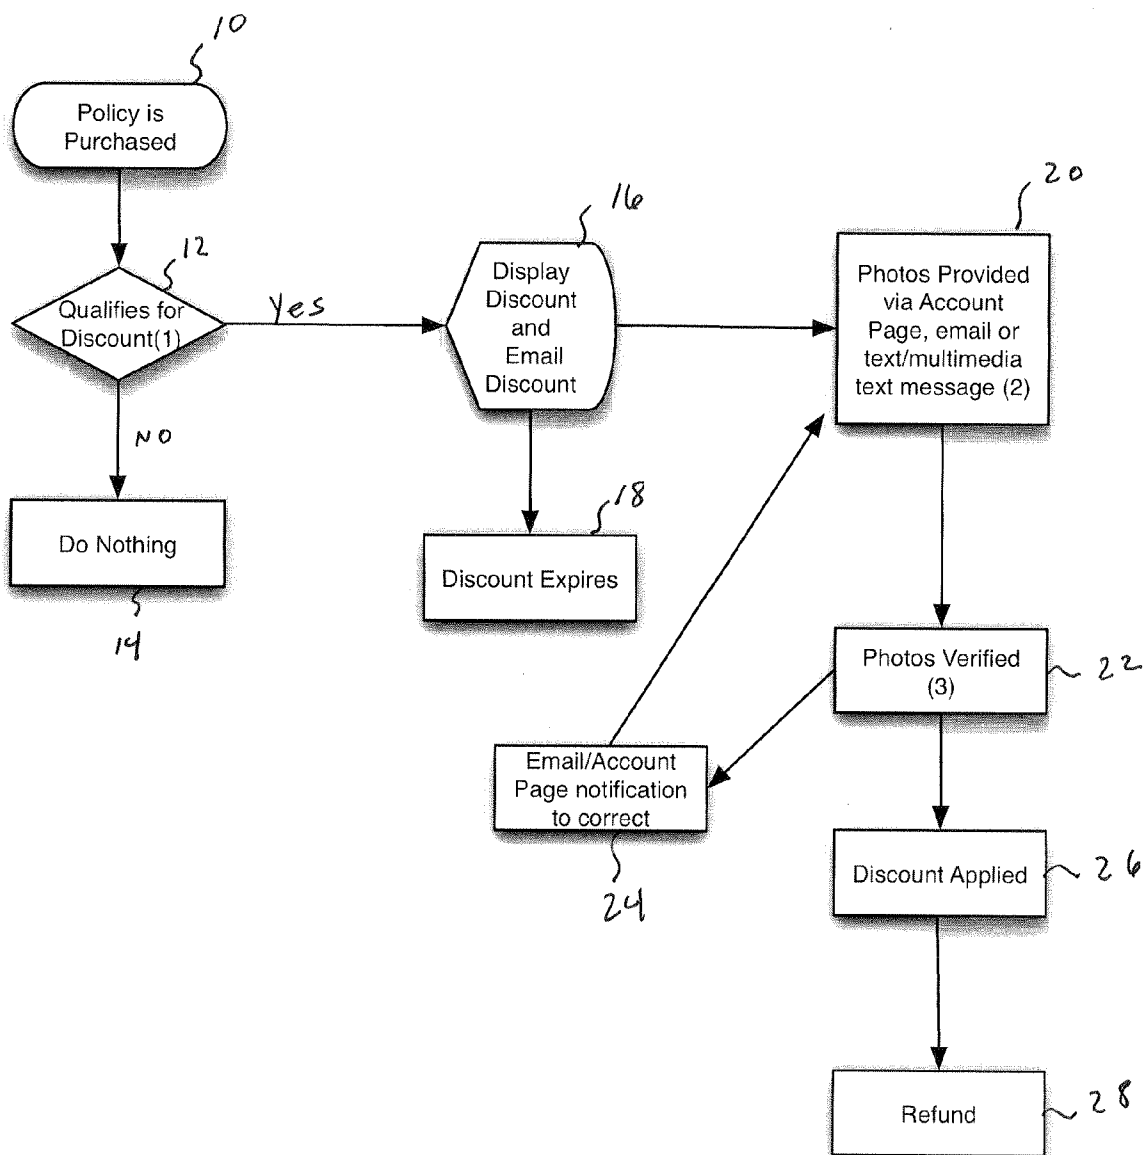 10
Policy is
Purchased
12
Qualifies for
Discount(1)
Yes
NO
Do Nothing
14
16
Display
Discount
and
Email
Discount
18
Discount Expires
20
Photos Provided
via Account
Page, email or
text/multimedia
text message (2)
Photos Verified
(3)
22
Email/Account
Page notification
to correct
24
Discount Applied
26
Refund
28